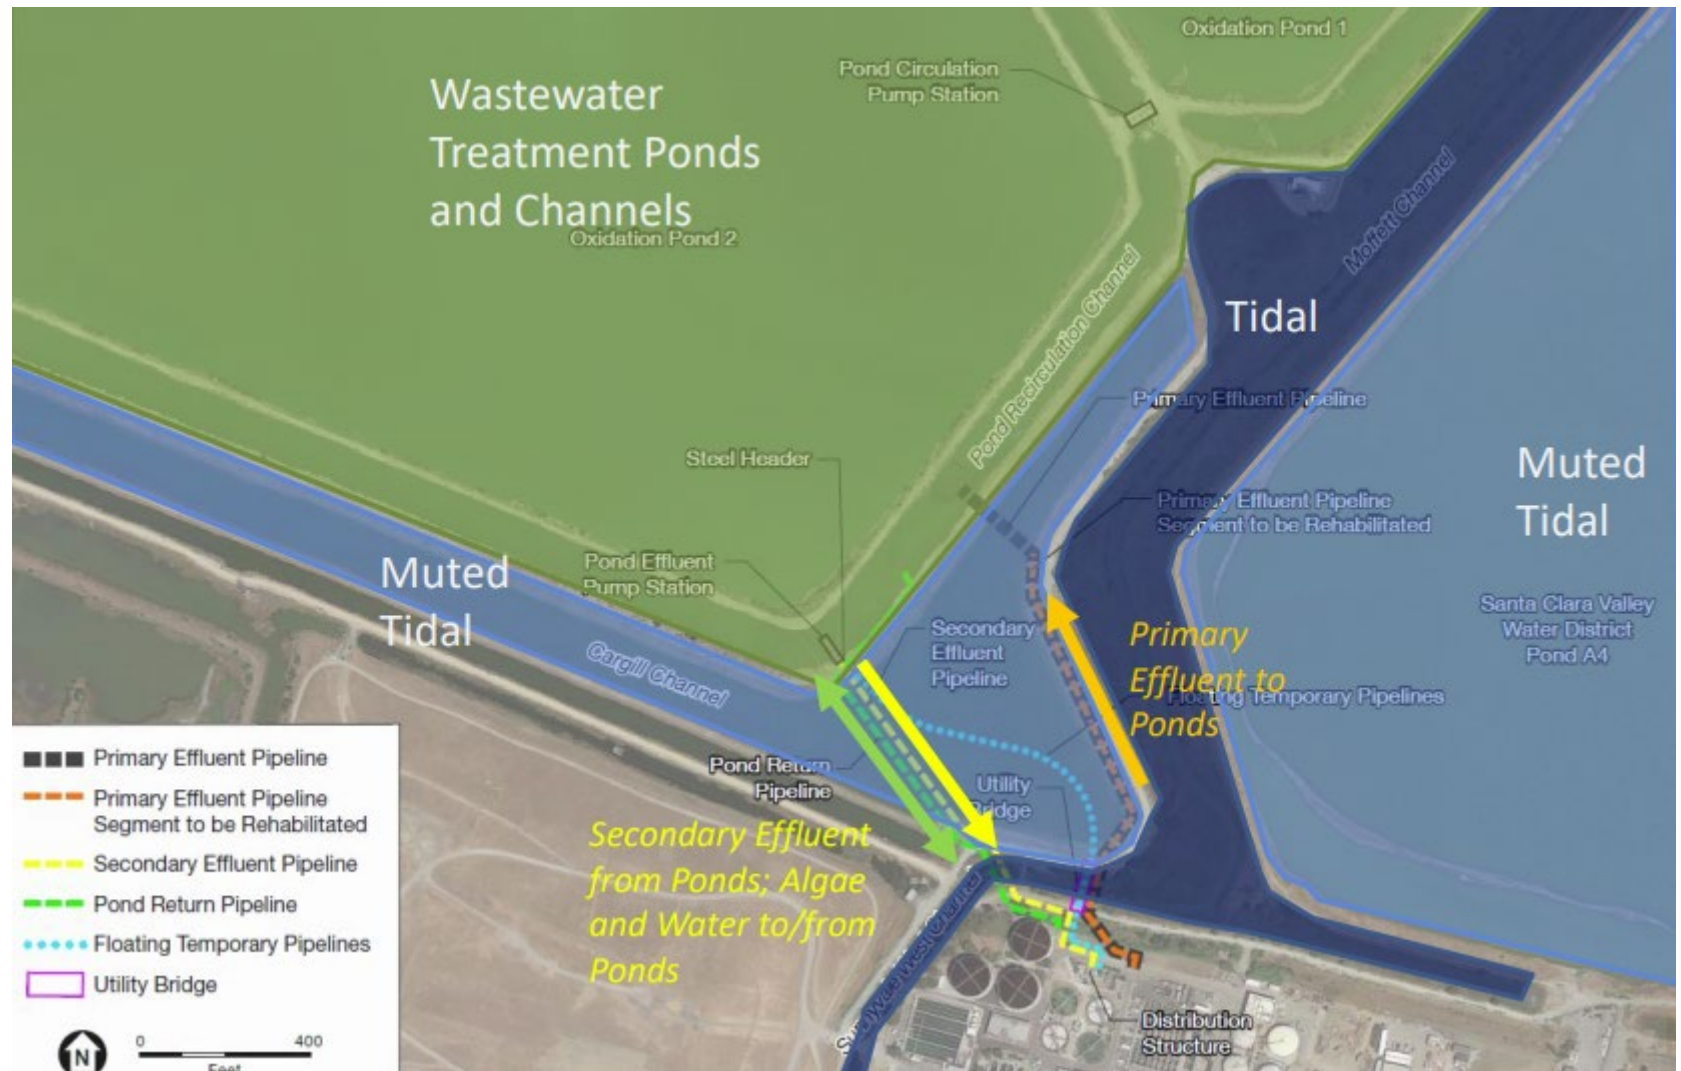 Oxidation Pond 1
Pond Circulation
Pump Station
Wastewater
Treatment Ponds
and Channels
Oxidation Pond 2
Moffett Channel
Tidal
Pond Recirculation Channel
Primary Effluent Pipeline
Steel Header
Muted
Tidal
Primary Effluent Pipeline
Segment to be Rehabilitated
Muted
Tidal
Pond Effluent
Pump Station
Santa Clara Valley
Water District
Pond A4
Secondary
Effluent
Pipeline
Primary
Effluent to
Ponds
Cargill Channel
Floating Temporary Pipelines
Pond Return
Pipeline
Utility
Bridge
Secondary Effluent
from Ponds; Algae
and Water to/from
Ponds
Sunnyvale West Channel
Distribution
Structure
Primary Effluent Pipeline
Primary Effluent Pipeline
Segment to be Rehabilitated
Secondary Effluent Pipeline
Pond Return Pipeline
Floating Temporary Pipelines
Utility Bridge
N
0 400
Feet